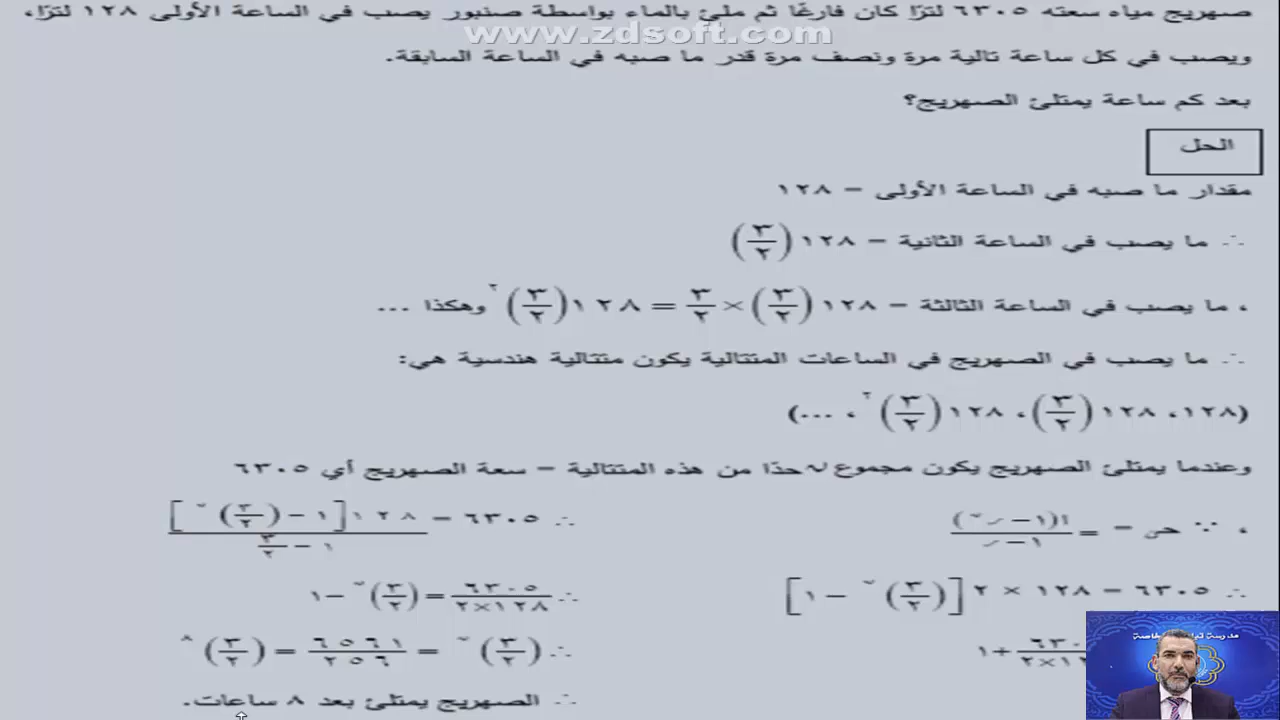 صهريج مياه سعته ٦٣٠٥ لترًا كان فارغًا ثم ملئ بالماء بواسطة صنبور يصب في الساعة الأولى ١٢٨ لترًا،
www.zdsoft.com
ويصب في كل ساعة تالية مرة ونصف مرة قدر ما صبه في الساعة السابقة.
بعد كم ساعة يمتلئ الصهريج؟
الحل
مقدار ما صبه في الساعة الأولى = ١٢٨
∴ ما يصب في الساعة الثانية = ١٢٨ (٣/٢)
، ما يصب في الساعة الثالثة = ١٢٨ (٣/٢) × ٣/٢ = ١٢٨ (٣/٢)^٢ وهكذا ...
∴ ما يصب في الصهريج في الساعات المتتالية يكون متتالية هندسية هي:
(١٢٨، ١٢٨ (٣/٢)، ١٢٨ (٣/٢)^٢، ...)
وعندما يمتلئ الصهريج يكون مجموع ن حدًا من هذه المتتالية = سعة الصهريج أي ٦٣٠٥
، ∵ حـن = ا(١ − ر^ن)/(١ − ر)
∴ ٦٣٠٥ = ١٢٨ [١ − (٣/٢)^ن] / (١ − ٣/٢)
∴ ٦٣٠٥ = ١٢٨ × ٢ [(٣/٢)^ن − ١]
∴ ٦٣٠٥/(١٢٨×٢) = (٣/٢)^ن − ١
١ +
∴ (٣/٢)^ن = ٦٥٦١/٢٥٦ = (٣/٢)^٨
∴ الصهريج يمتلئ بعد ٨ ساعات.